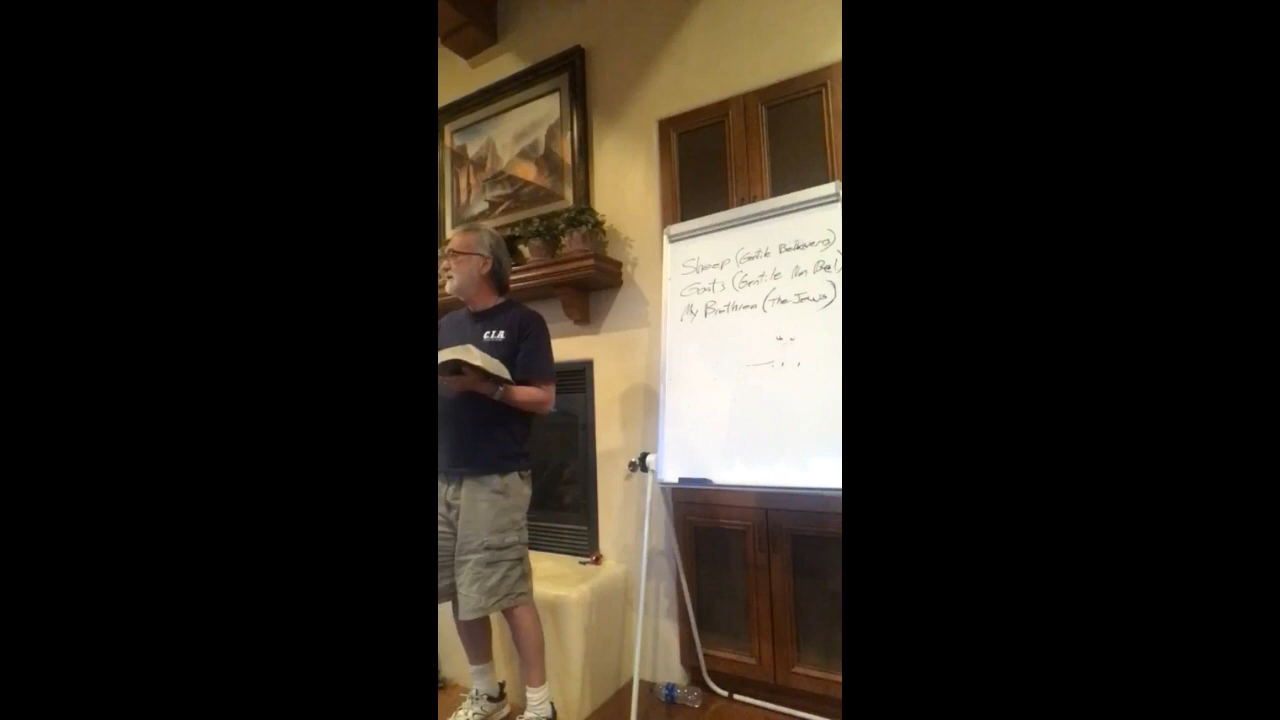 C.I.A.
Sheep (Gentile Believers)
Goats (Gentile Non Bel)
My Brethren (The Jews)